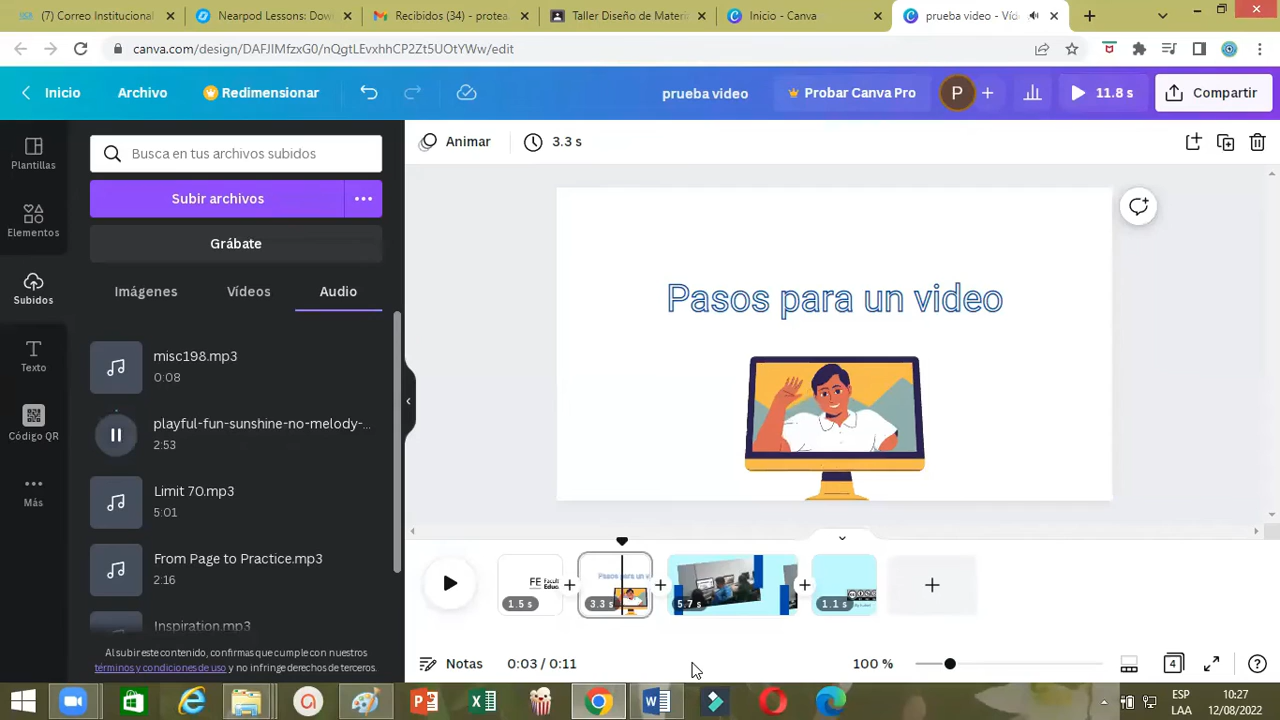 (7) Correo Institucional
Nearpod Lessons: Dow
Recibidos (34) - protea
Taller Diseño de Materi
Inicio - Canva
prueba video - Víd
canva.com/design/DAFJlMfzxG0/nQgtLEvxhhCP2Zt5UOtYWw/edit
Inicio
Archivo
Redimensionar
prueba video
Probar Canva Pro
P
11.8 s
Compartir
Plantillas
Elementos
Subidos
Texto
Código QR
Más
Busca en tus archivos subidos
Subir archivos
Grábate
Imágenes
Vídeos
Audio
misc198.mp3
0:08
playful-fun-sunshine-no-melody-...
2:53
Limit 70.mp3
5:01
From Page to Practice.mp3
2:16
Inspiration.mp3
Al subir este contenido, confirmas que cumple con nuestros
términos y condiciones de uso y no infringe derechos de terceros.
Animar
3.3 s
Pasos para un video
1.5 s
3.3 s
5.7 s
1.1 s
Notas
0:03 / 0:11
100 %
4
ESP
LAA
10:27
12/08/2022